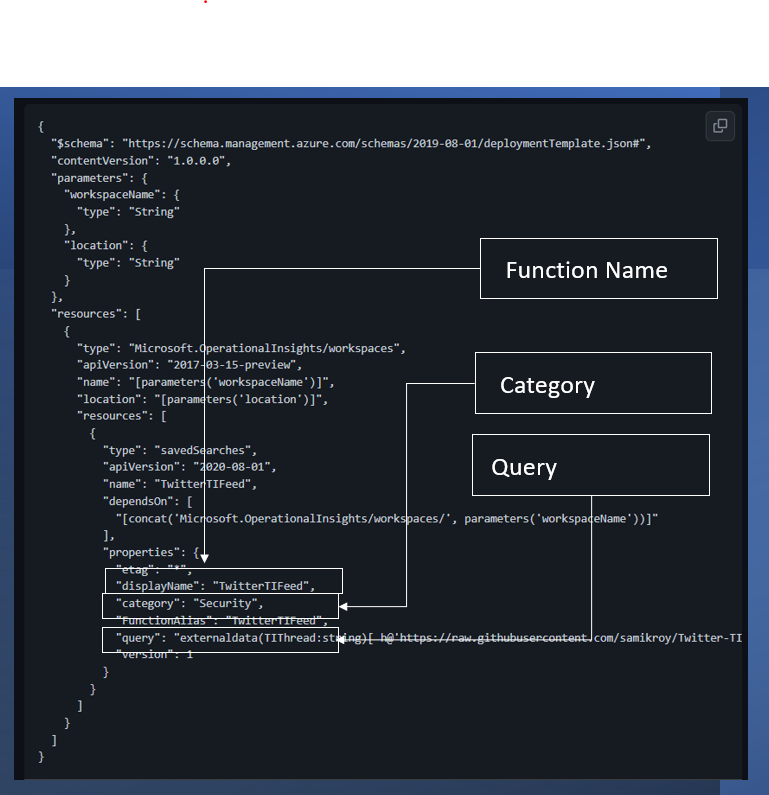 {
"$schema": "https://schema.management.azure.com/schemas/2019-08-01/deploymentTemplate.json#",
"contentVersion": "1.0.0.0",
"parameters": {
"workspaceName": {
"type": "String"
},
"location": {
"type": "String"
}
},
"resources": [
{
"type": "Microsoft.OperationalInsights/workspaces",
"apiVersion": "2017-03-15-preview",
"name": "[parameters('workspaceName')]",
"location": "[parameters('location')]",
"resources": [
{
"type": "savedSearches",
"apiVersion": "2020-08-01",
"name": "TwitterTIFeed",
"dependsOn": [
"[concat('Microsoft.OperationalInsights/workspaces/', parameters('workspaceName'))]"
],
"properties": {
"etag": "*",
"displayName": "TwitterTIFeed",
"category": "Security",
"FunctionAlias": "TwitterTIFeed",
"query": "externaldata(TIThread:string)[ h@'https://raw.githubusercontent.com/samikroy/Twitter-TI
"version": 1
}
}
]
}
]
}
Function Name
Category
Query